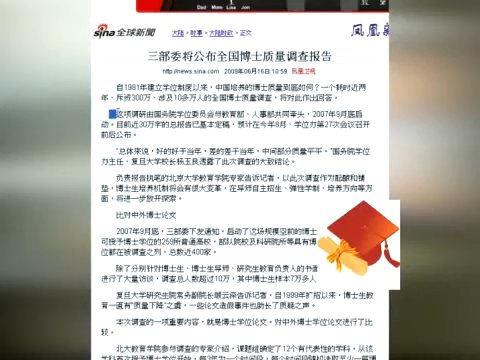 Dad Mom Lisa Jon
sina 全球新闻
大陆 > 时事 > 大陆时政 > 正文
三部委将公布全国博士质量调查报告
http://news.sina.com 2009年06月16日 10:59 凤凰卫视
自1981年建立学位制度以来,中国培养的博士质量到底如何?一个耗时近两
年、斥资300万、涉及10多万人的全国博士质量调查,将对此作出回答。
这项调研由国务院学位委员会与教育部、人事部共同牵头,2007年9月底启
动。目前近30万字的总报告已基本定稿,预计在今年8月、学位办第27次会议召开
前后公布。
“总体来说,好的好于当年,差的差于当年,中间部分质量平平。”国务院学位
办主任、复旦大学校长杨玉良透露了此次调查的大致结论。
负责报告执笔的北京大学教育学院专家告诉记者,以此次调查作为酝酿和铺
垫,博士生培养机制将会有很大变革,在导师自主招生、弹性学制、培养方向等方
面,将进一步放开探索。
比对中外博士论文
2007年9月底,三部委下发通知,启动了这场规模空前的博士
可授予博士学位的259所普通高校、部队院校及科研院所等具有博
位都在被调查之列,总数近400家。
除了分别针对博士生、博士生导师、研究生教育负责人的书面
进行了大量访谈,调查总人数超过10万,其中博士生样本7万多人
复旦大学研究生院常务副院长顾云深告诉记者,自1999年扩招以来,博士生教
育一直有“质量下降”之虞,一些论文造假事件也助长了质疑之声。
本次调查的一项重要内容,就是博士学位论文。对中外博士学位论文进行了比
较。
北大教育学院参与调查的专家介绍,课题组确定了12个有代表性的学科,从该